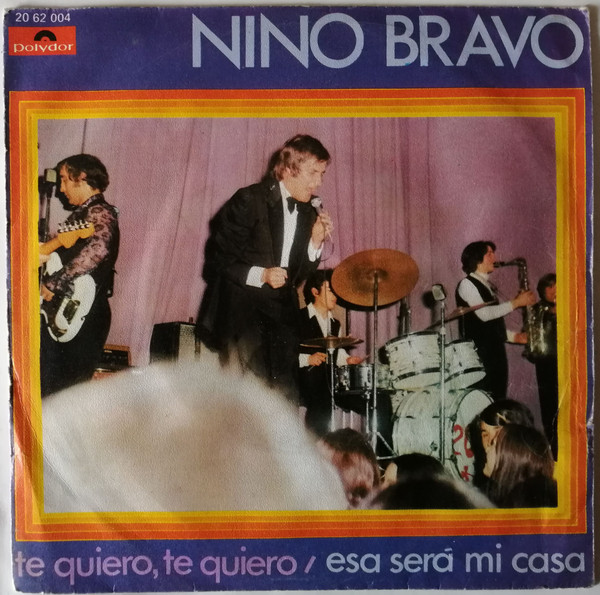 20 62 004
Polydor
NINO BRAVO
te quiero, te quiero / esa será mi casa